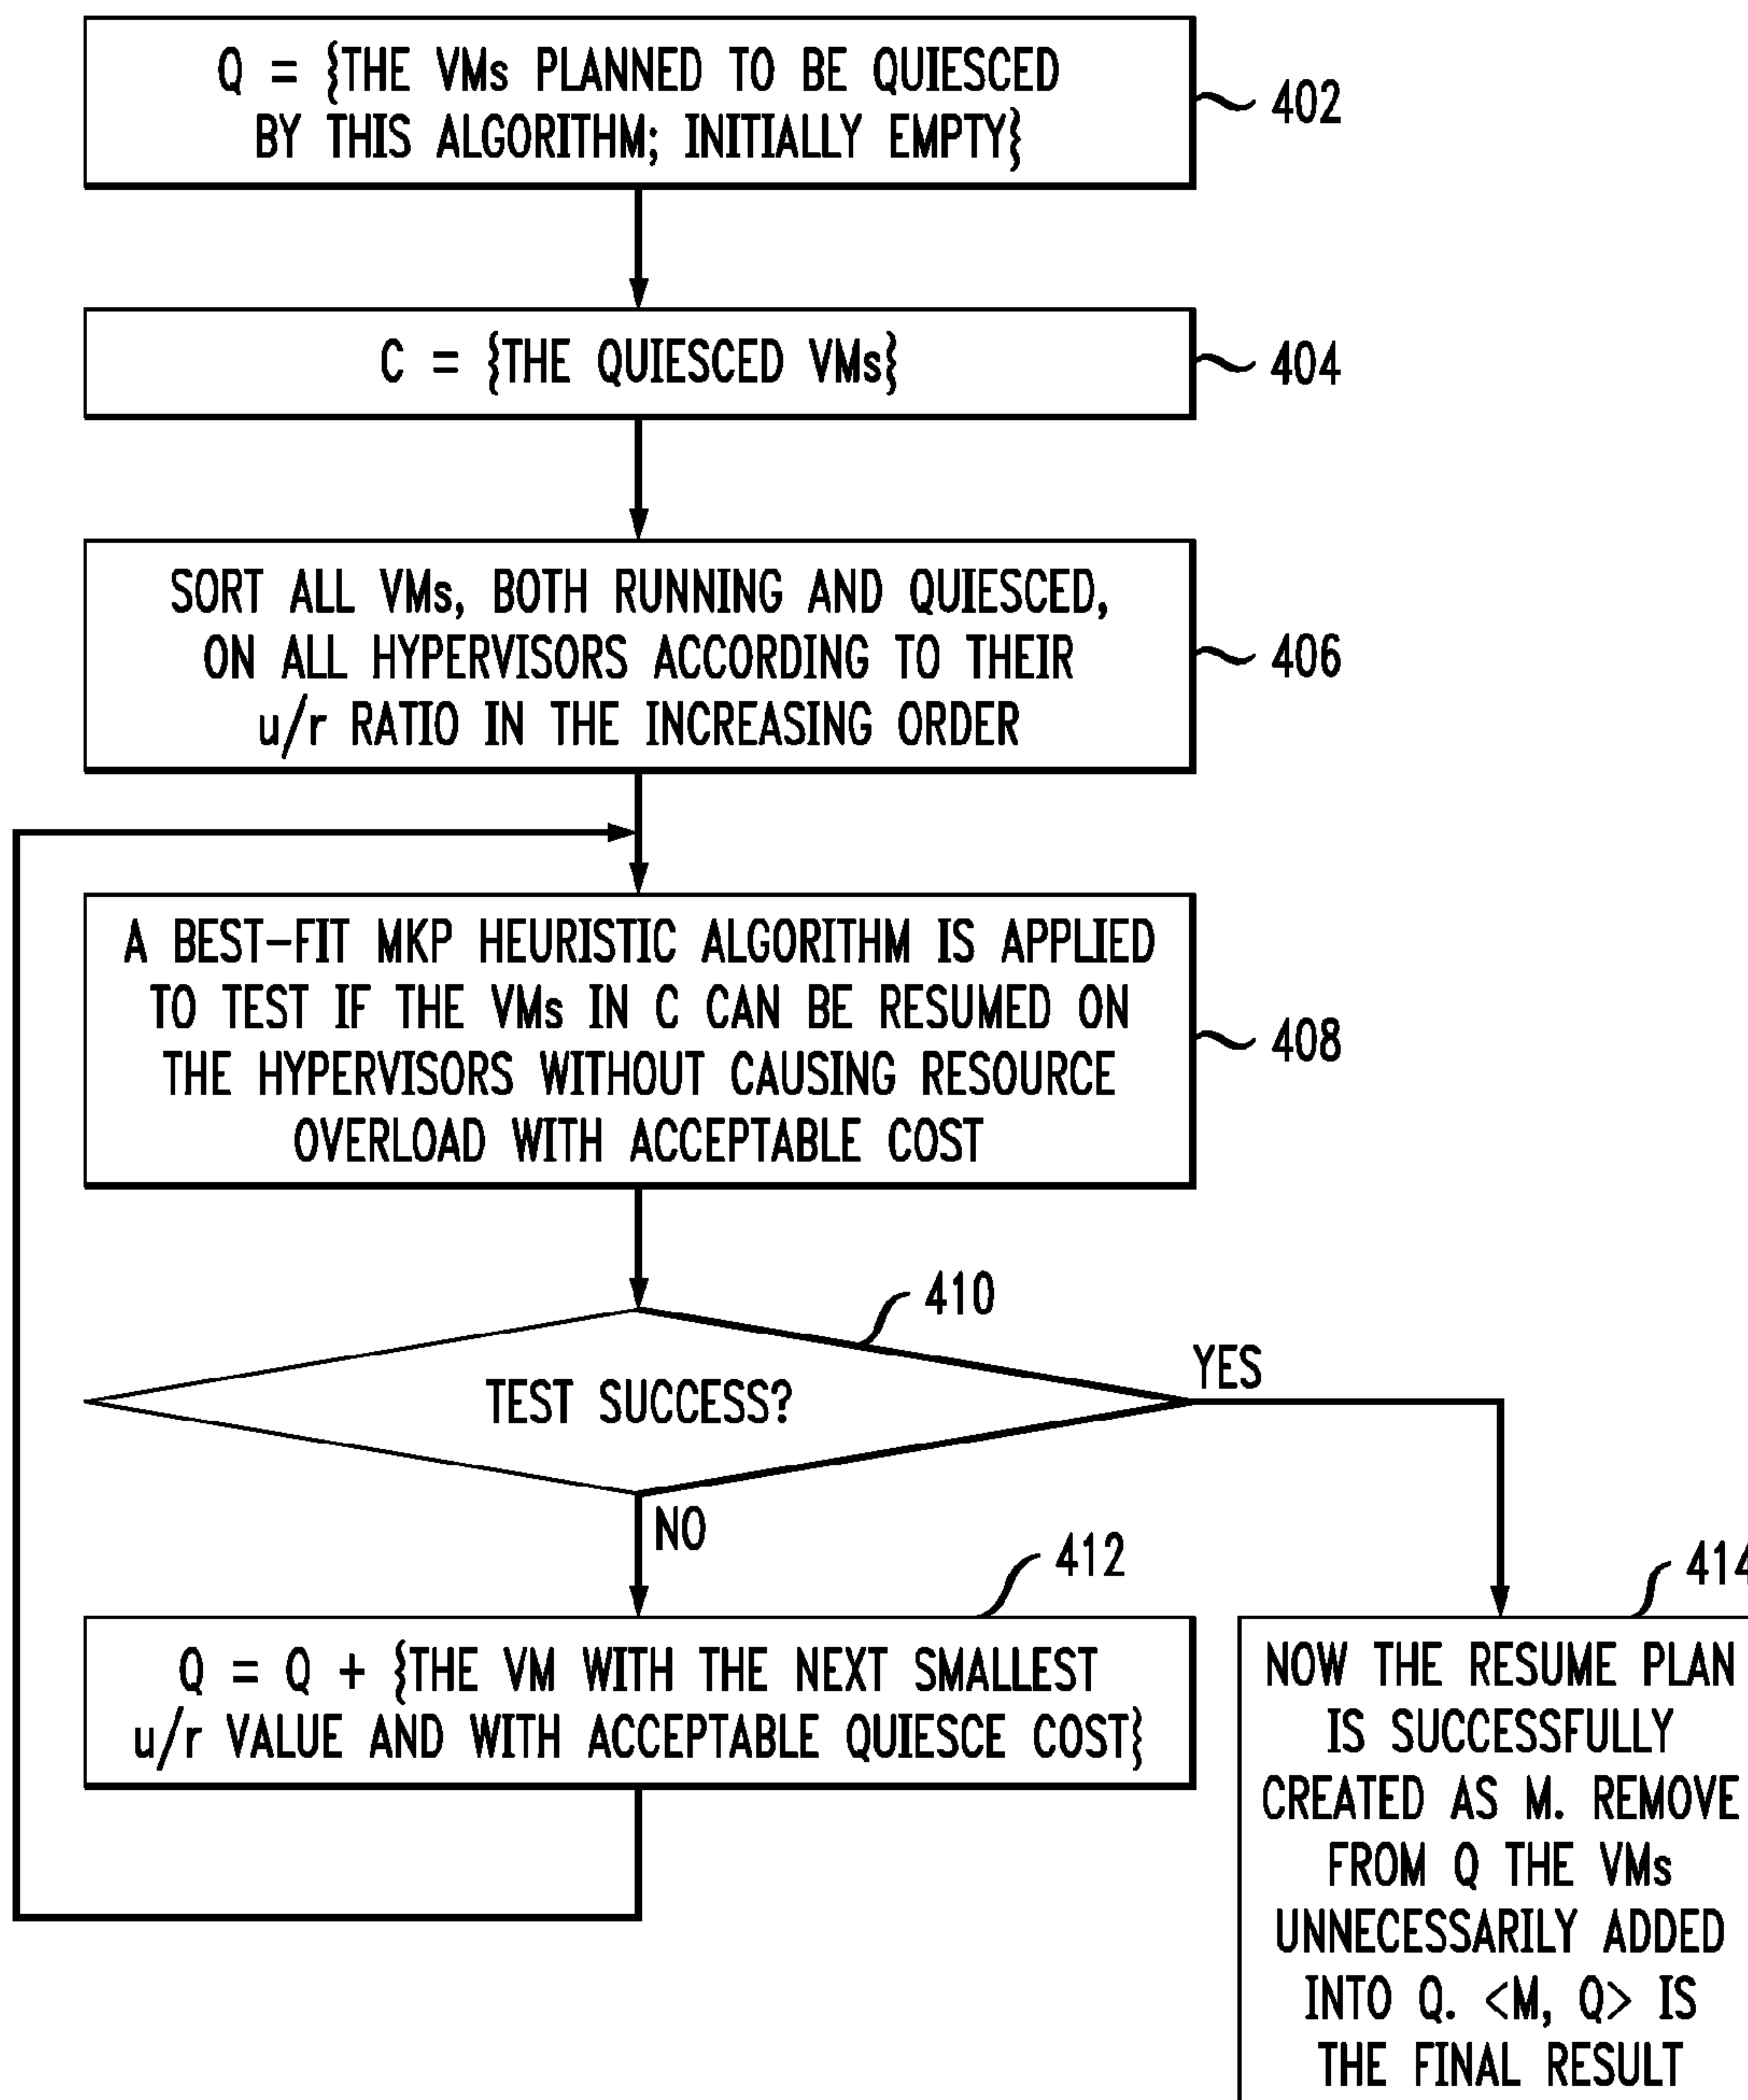 Q = {THE VMs PLANNED TO BE QUIESCED
BY THIS ALGORITHM; INITIALLY EMPTY}
402
C = {THE QUIESCED VMs}
404
SORT ALL VMs, BOTH RUNNING AND QUIESCED,
ON ALL HYPERVISORS ACCORDING TO THEIR
u/r RATIO IN THE INCREASING ORDER
406
A BEST-FIT MKP HEURISTIC ALGORITHM IS APPLIED
TO TEST IF THE VMs IN C CAN BE RESUMED ON
THE HYPERVISORS WITHOUT CAUSING RESOURCE
OVERLOAD WITH ACCEPTABLE COST
408
410
TEST SUCCESS?
YES
NO
412
Q = Q + {THE VM WITH THE NEXT SMALLEST
u/r VALUE AND WITH ACCEPTABLE QUIESCE COST}
414
NOW THE RESUME PLAN
IS SUCCESSFULLY
CREATED AS M. REMOVE
FROM Q THE VMs
UNNECESSARILY ADDED
INTO Q. <M, Q> IS
THE FINAL RESULT